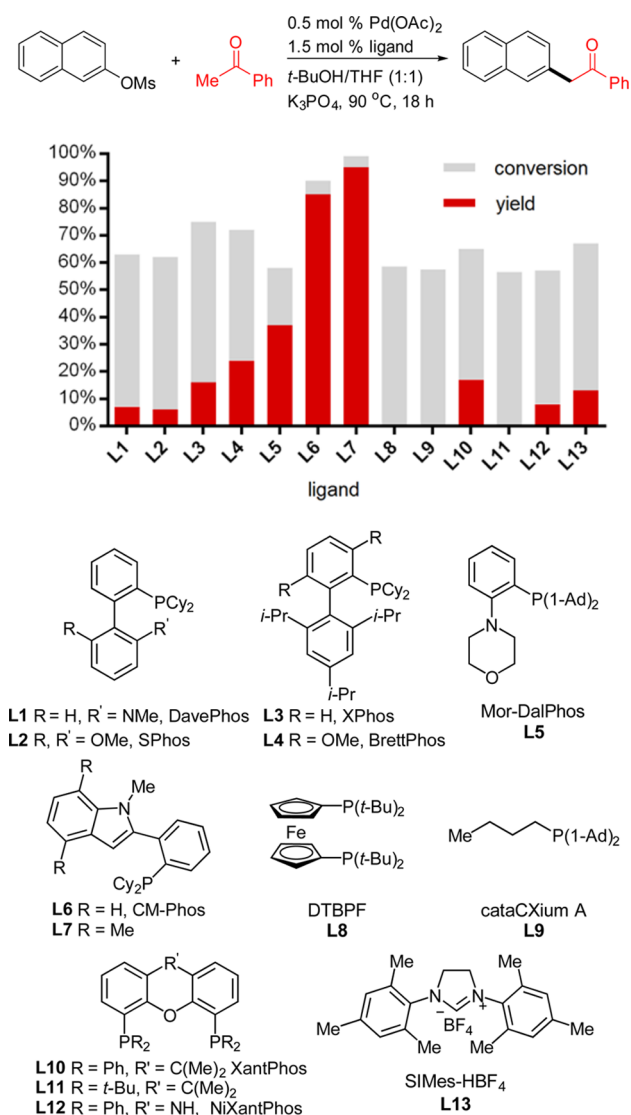 0.5 mol % Pd(OAc)2
1.5 mol % ligand
t-BuOH/THF (1:1)
K3PO4, 90 °C, 18 h
OMs
+
Me
O
Ph
O
Ph
100%
90%
80%
70%
60%
50%
40%
30%
20%
10%
0%
conversion
yield
L1 L2 L3 L4 L5 L6 L7 L8 L9 L10 L11 L12 L13
ligand
PCy2
R
R'
L1 R = H, R' = NMe, DavePhos
L2 R, R' = OMe, SPhos
R
R
PCy2
i-Pr
i-Pr
i-Pr
L3 R = H, XPhos
L4 R = OMe, BrettPhos
P(1-Ad)2
N
O
Mor-DalPhos
L5
R
Me
N
R
Cy2P
L6 R = H, CM-Phos
L7 R = Me
P(t-Bu)2
Fe
P(t-Bu)2
DTBPF
L8
Me
P(1-Ad)2
cataCXium A
L9
R'
O
PR2
PR2
L10 R = Ph, R' = C(Me)2 XantPhos
L11 R = t-Bu, R' = C(Me)2
L12 R = Ph, R' = NH, NiXantPhos
Me
Me
N
N
+
−
BF4
Me
Me
Me
Me
SIMes-HBF4
L13